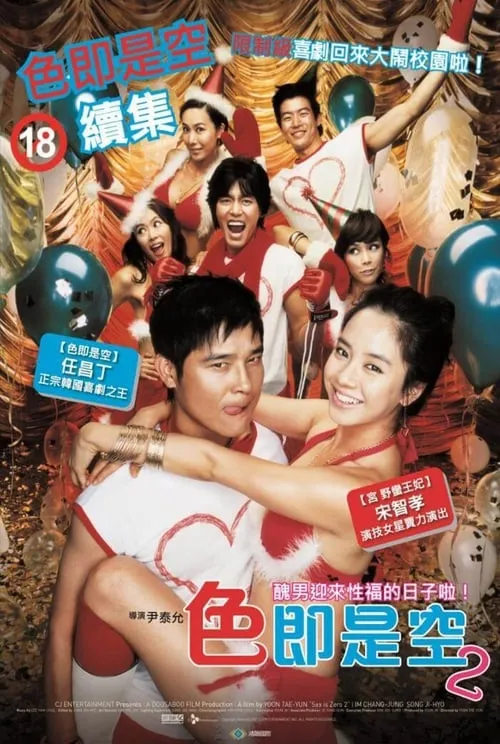 色即是空
續集
限制級喜劇回來大鬧校園啦！
18
【色即是空】
任昌丁
正宗韓國喜劇之王
【宮 野蠻王妃】
宋智孝
演技女星實力演出
醜男迎來性福的日子啦！
導演 尹泰允
色即是空2
CJ ENTERTAINMENT Presents A DOOSABOO FILM Production A film by YOON TAE-YUN "Sex is Zero 2" IM CHANG-JUNG SONG JI-HYO